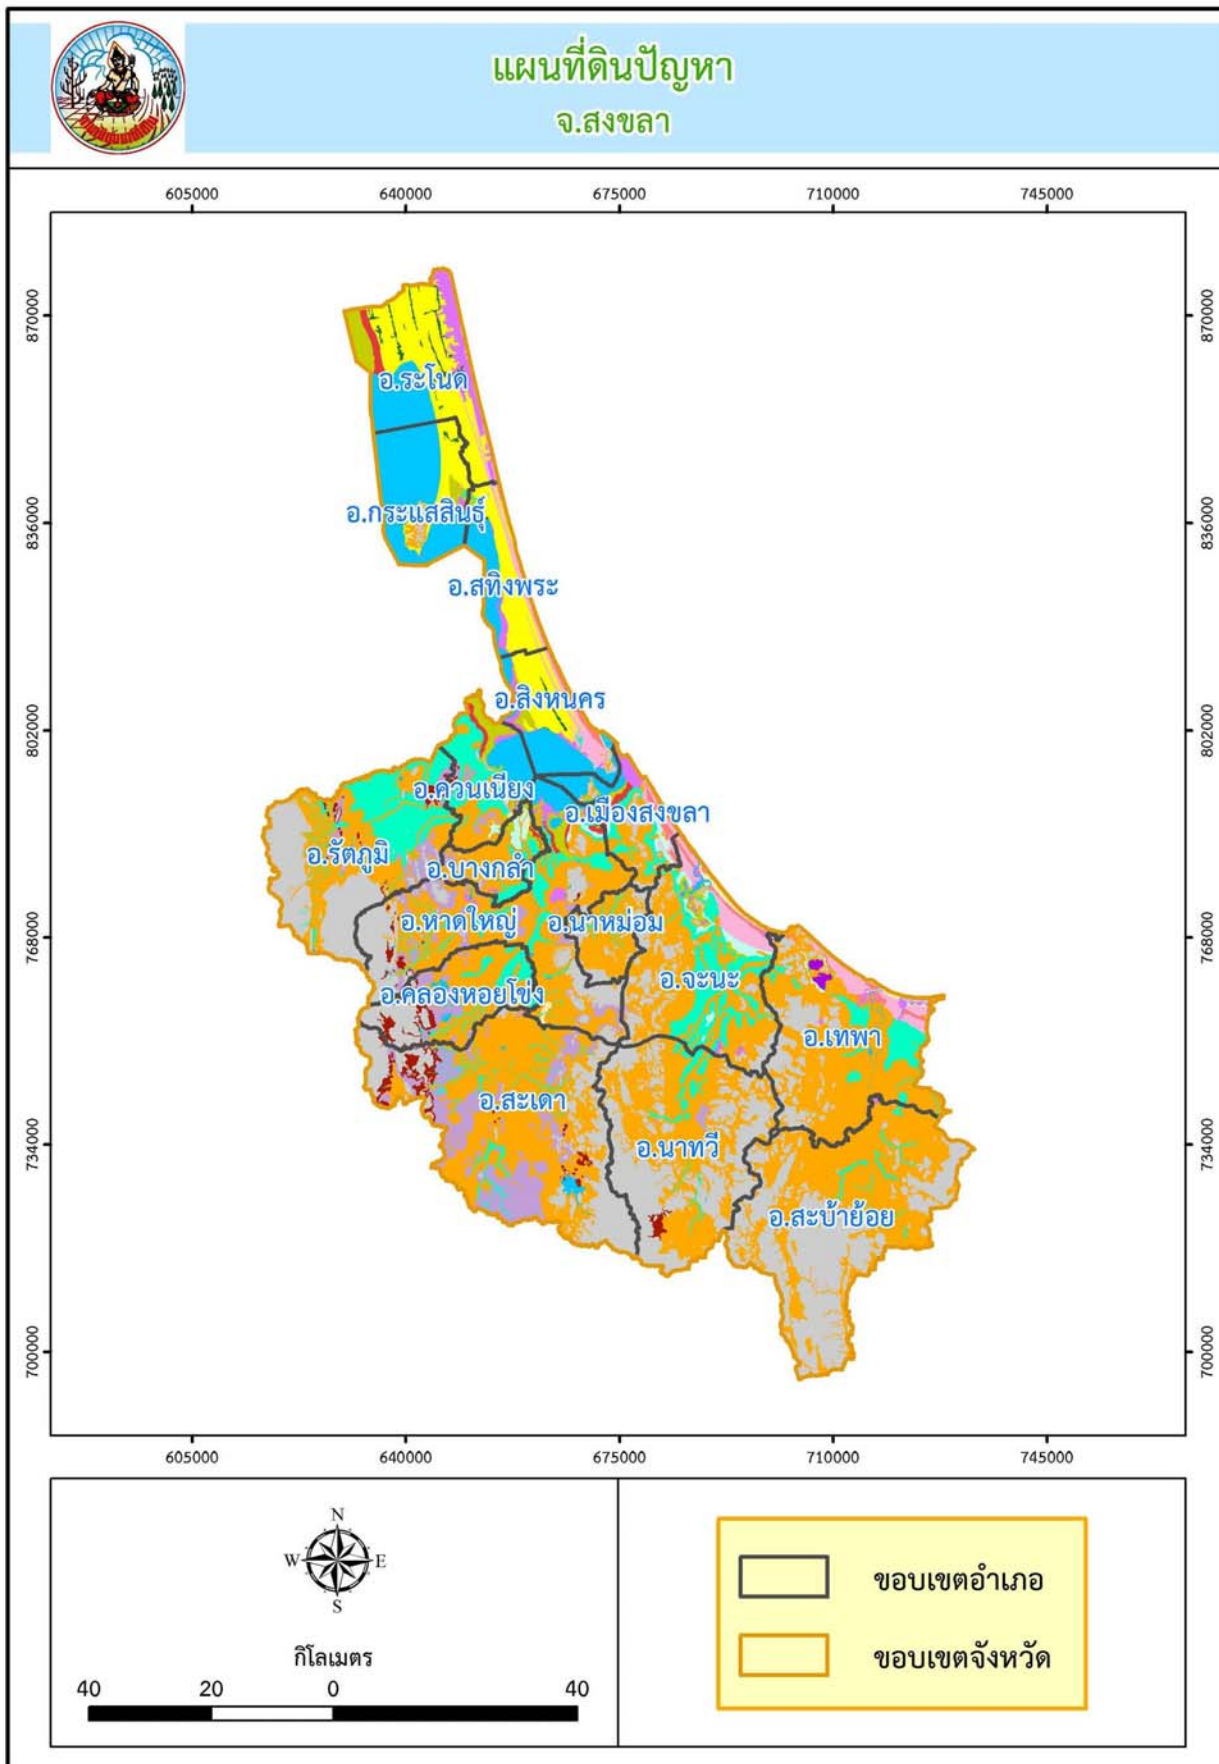 แผนที่ดินปัญหา
จ.สงขลา
605000 640000 675000 710000 745000
870000 870000
อ.ระโนด
อ.กระแสสินธุ์
836000 836000
อ.สทิงพระ
อ.สิงหนคร
802000 802000
อ.ควนเนียง
อ.เมืองสงขลา
อ.รัตภูมิ
อ.บางกล่ำ
อ.หาดใหญ่ อ.นาหม่อม
768000 768000
อ.จะนะ
อ.คลองหอยโข่ง
อ.เทพา
อ.สะเดา
734000 734000
อ.นาทวี
อ.สะบ้าย้อย
700000 700000
605000 640000 675000 710000 745000
N
W E
S
กิโลเมตร
40 20 0 40
ขอบเขตอำเภอ
ขอบเขตจังหวัด